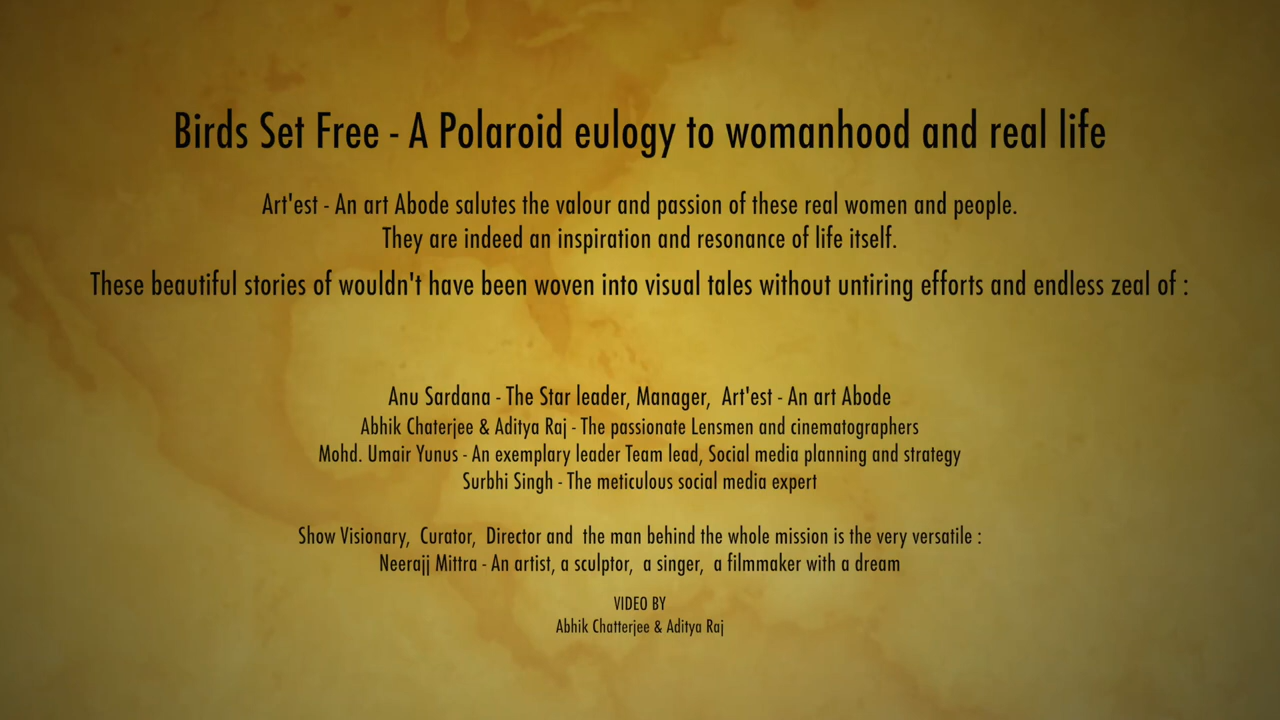 Birds Set Free - A Polaroid eulogy to womanhood and real life
Art'est - An art Abode salutes the valour and passion of these real women and people.
They are indeed an inspiration and resonance of life itself.
These beautiful stories of wouldn't have been woven into visual tales without untiring efforts and endless zeal of :
Anu Sardana - The Star leader, Manager, Art'est - An art Abode
Abhik Chaterjee & Aditya Raj - The passionate Lensmen and cinematographers
Mohd. Umair Yunus - An exemplary leader Team lead, Social media planning and strategy
Surbhi Singh - The meticulous social media expert
Show Visionary, Curator, Director and the man behind the whole mission is the very versatile :
Neerajj Mittra - An artist, a sculptor, a singer, a filmmaker with a dream
VIDEO BY
Abhik Chatterjee & Aditya Raj